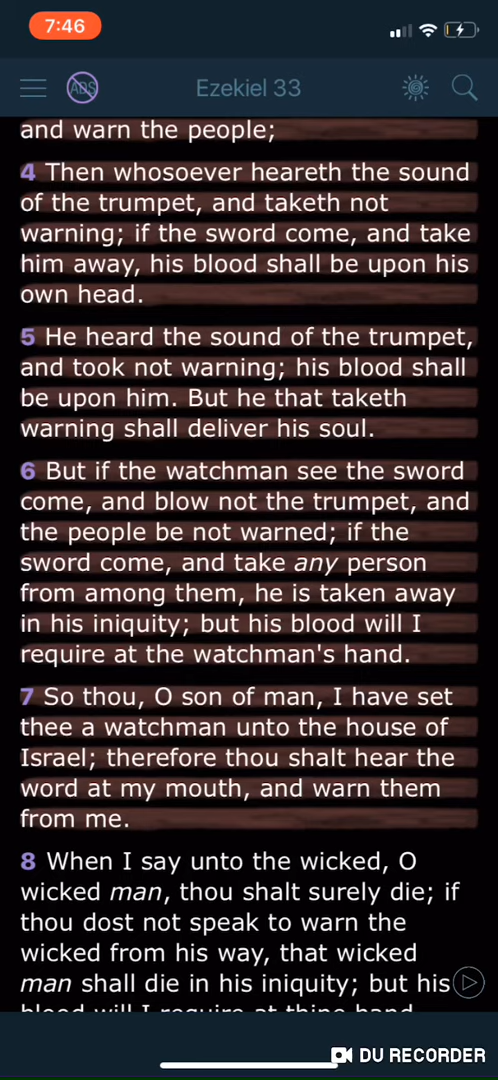 7:46
ADS
Ezekiel 33
and warn the people;
4 Then whosoever heareth the sound
of the trumpet, and taketh not
warning; if the sword come, and take
him away, his blood shall be upon his
own head.
5 He heard the sound of the trumpet,
and took not warning; his blood shall
be upon him. But he that taketh
warning shall deliver his soul.
6 But if the watchman see the sword
come, and blow not the trumpet, and
the people be not warned; if the
sword come, and take any person
from among them, he is taken away
in his iniquity; but his blood will I
require at the watchman's hand.
7 So thou, O son of man, I have set
thee a watchman unto the house of
Israel; therefore thou shalt hear the
word at my mouth, and warn them
from me.
8 When I say unto the wicked, O
wicked man, thou shalt surely die; if
thou dost not speak to warn the
wicked from his way, that wicked
man shall die in his iniquity; but his
blood will I require at thine hand
DU RECORDER